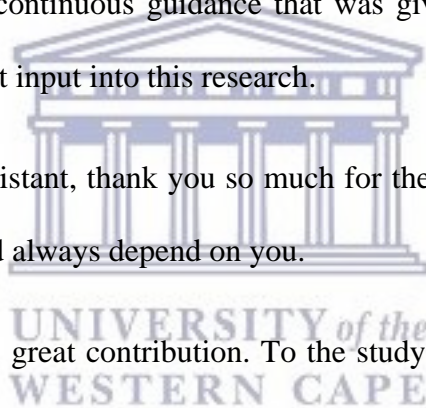 continuous guidance that was giv
t input into this research.
istant, thank you so much for the
d always depend on you.
UNIVERSITY of the
great contribution. To the study
WESTERN CAPE